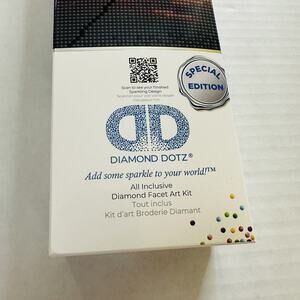 Scan to see your finished
Sparkling Design
SPECIAL
EDITION
DIAMOND DOTZ®
Add some sparkle to your world!™
All Inclusive
Diamond Facet Art Kit
Tout inclus
Kit d'art Broderie Diamant